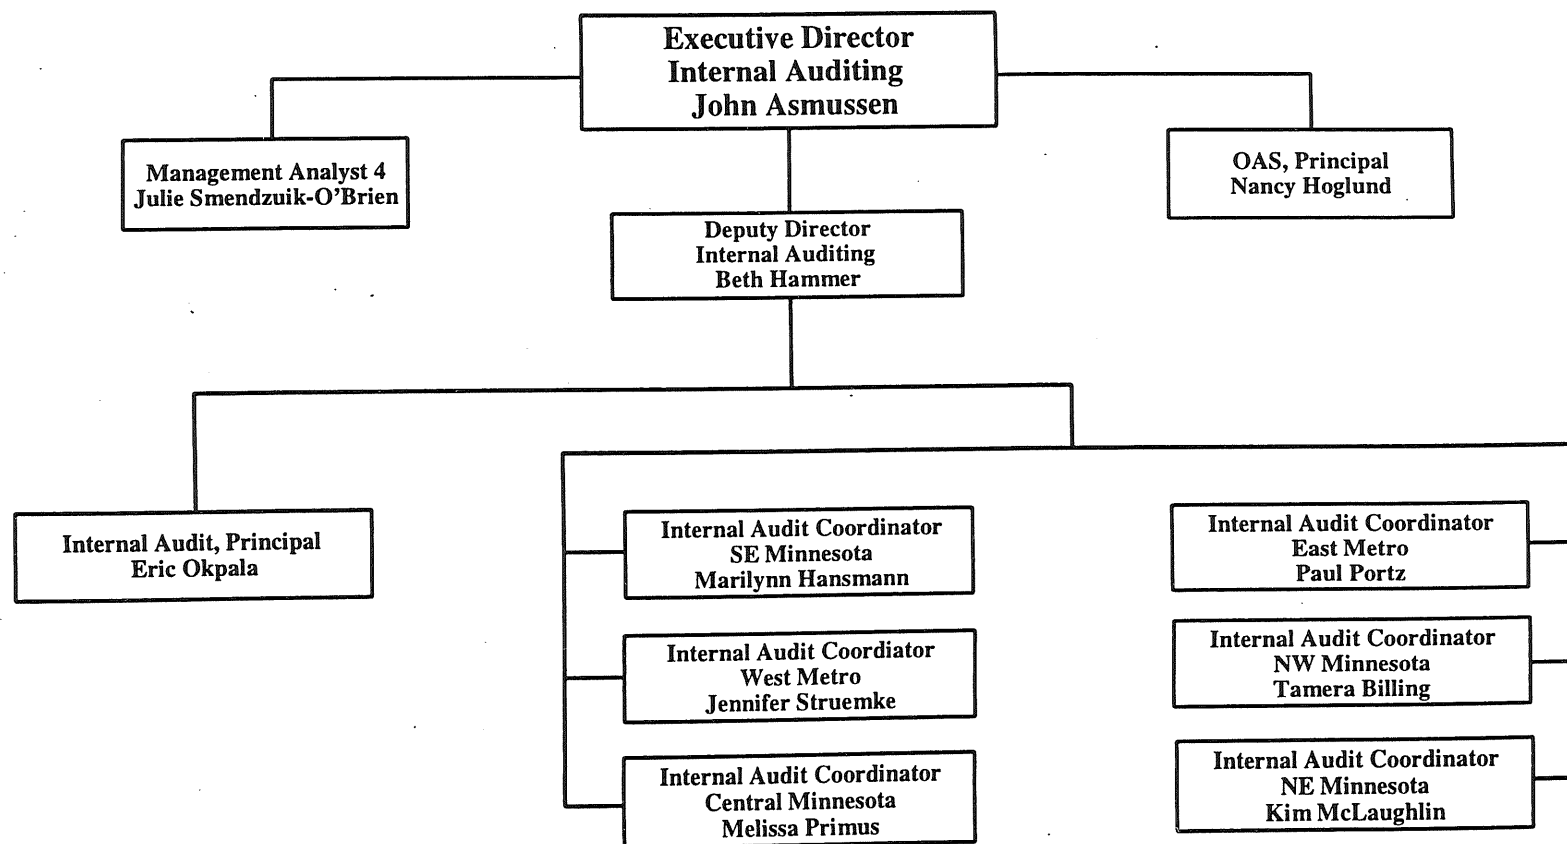 Executive Director
Internal Auditing
John Asmussen
Management Analyst 4
Julie Smendzuik-O'Brien
OAS, Principal
Nancy Hoglund
Deputy Director
Internal Auditing
Beth Hammer
Internal Audit, Principal
Eric Okpala
Internal Audit Coordinator
SE Minnesota
Marilynn Hansmann
Internal Audit Coordinator
East Metro
Paul Portz
Internal Audit Coordiator
West Metro
Jennifer Struemke
Internal Audit Coordinator
NW Minnesota
Tamera Billing
Internal Audit Coordinator
Central Minnesota
Melissa Primus
Internal Audit Coordinator
NE Minnesota
Kim McLaughlin